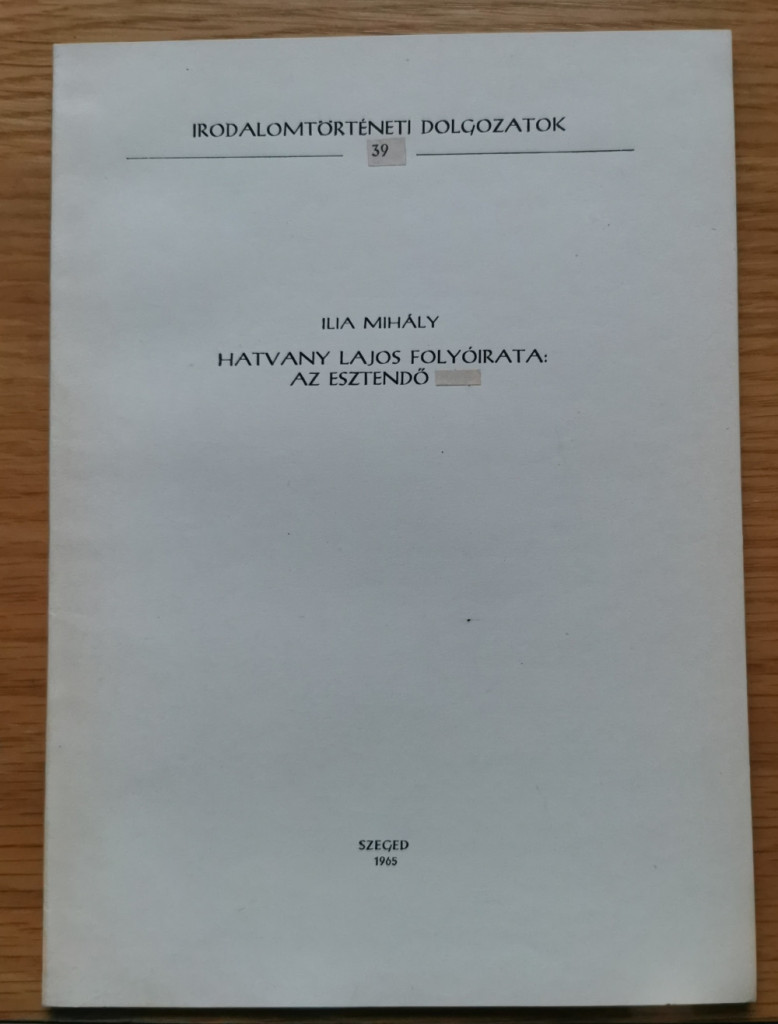 IRODALOMTÖRTÉNETI DOLGOZATOK
39
ILIA MIHÁLY
HATVANY LAJOS FOLYÓIRATA:
AZ ESZTENDŐ
SZEGED
1965